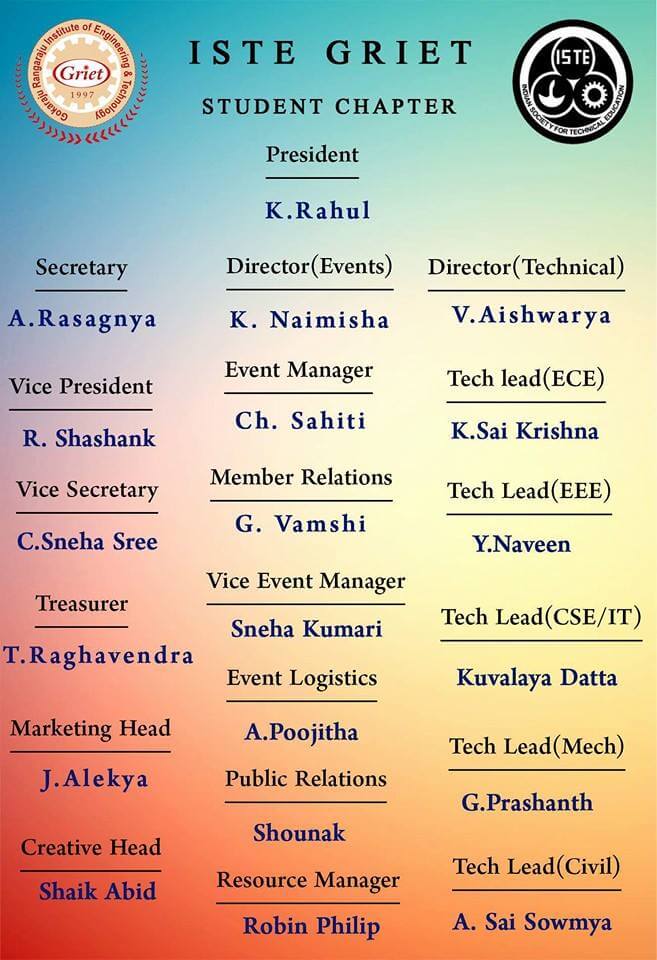 Gokaraju Rangaraju Institute of Engineering & Technology
Griet
1997
ISTE GRIET
STUDENT CHAPTER
ISTE
INDIAN SOCIETY FOR TECHNICAL EDUCATION
President
K.Rahul
Secretary
A.Rasagnya
Vice President
R. Shashank
Vice Secretary
C.Sneha Sree
Treasurer
T.Raghavendra
Marketing Head
J.Alekya
Creative Head
Shaik Abid
Director(Events)
K. Naimisha
Event Manager
Ch. Sahiti
Member Relations
G. Vamshi
Vice Event Manager
Sneha Kumari
Event Logistics
A.Poojitha
Public Relations
Shounak
Resource Manager
Robin Philip
Director(Technical)
V.Aishwarya
Tech lead(ECE)
K.Sai Krishna
Tech Lead(EEE)
Y.Naveen
Tech Lead(CSE/IT)
Kuvalaya Datta
Tech Lead(Mech)
G.Prashanth
Tech Lead(Civil)
A. Sai Sowmya